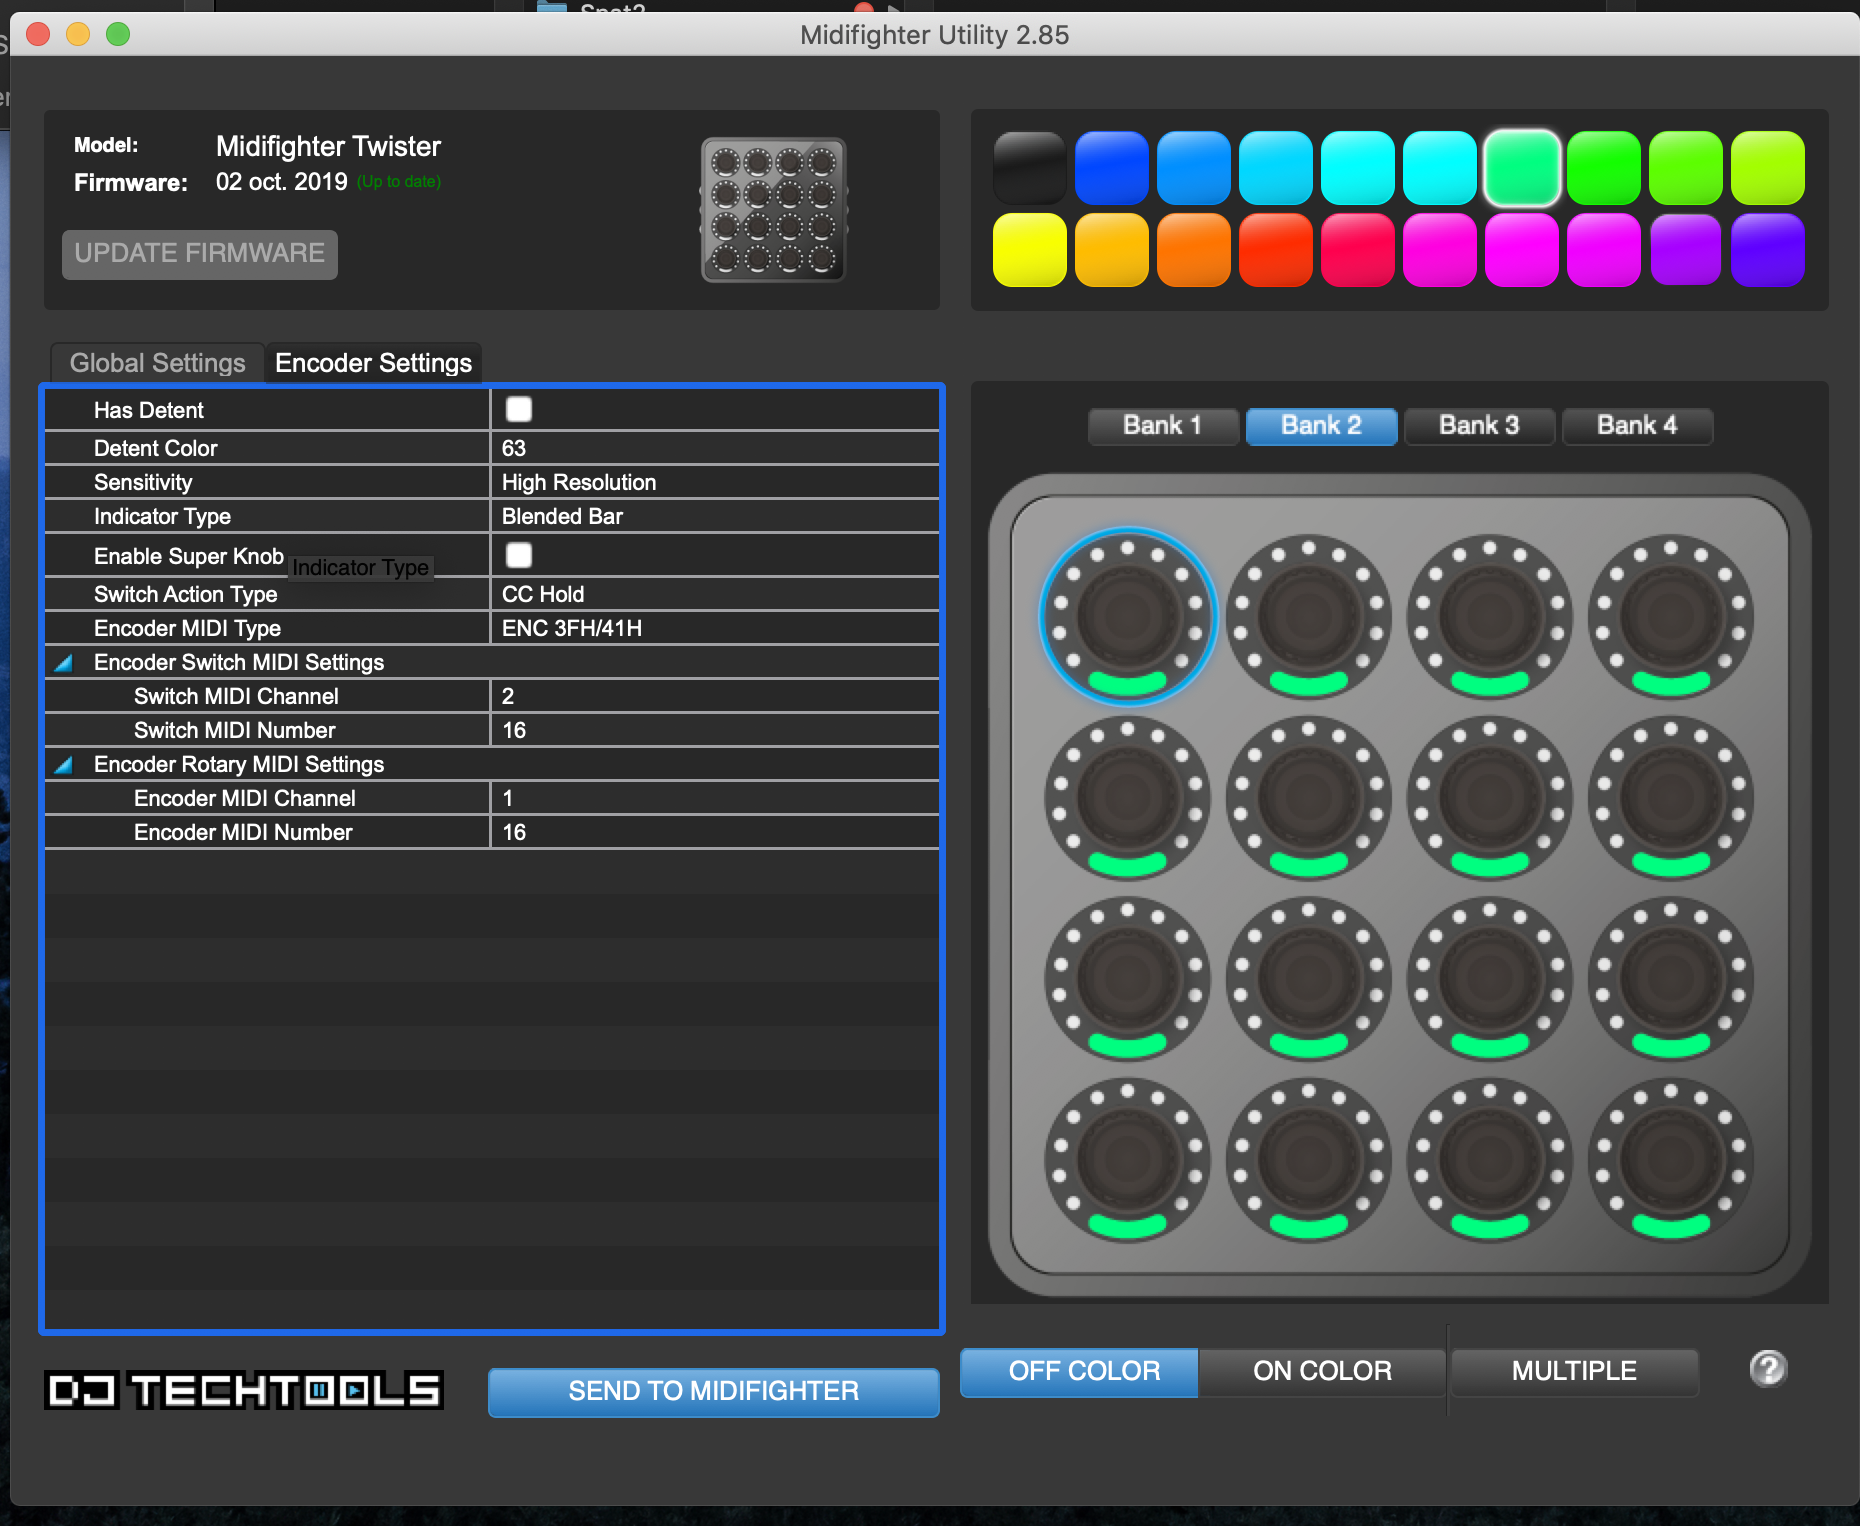 Midifighter Utility 2.85
Model: Midifighter Twister
Firmware: 02 oct. 2019 (Up to date)
UPDATE FIRMWARE
Global Settings Encoder Settings
Has Detent
Detent Color 63
Sensitivity High Resolution
Indicator Type Blended Bar
Enable Super Knob
Indicator Type
Switch Action Type CC Hold
Encoder MIDI Type ENC 3FH/41H
Encoder Switch MIDI Settings
Switch MIDI Channel 2
Switch MIDI Number 16
Encoder Rotary MIDI Settings
Encoder MIDI Channel 1
Encoder MIDI Number 16
Bank 1 Bank 2 Bank 3 Bank 4
DJ TECHTOOLS
SEND TO MIDIFIGHTER
OFF COLOR ON COLOR MULTIPLE ?